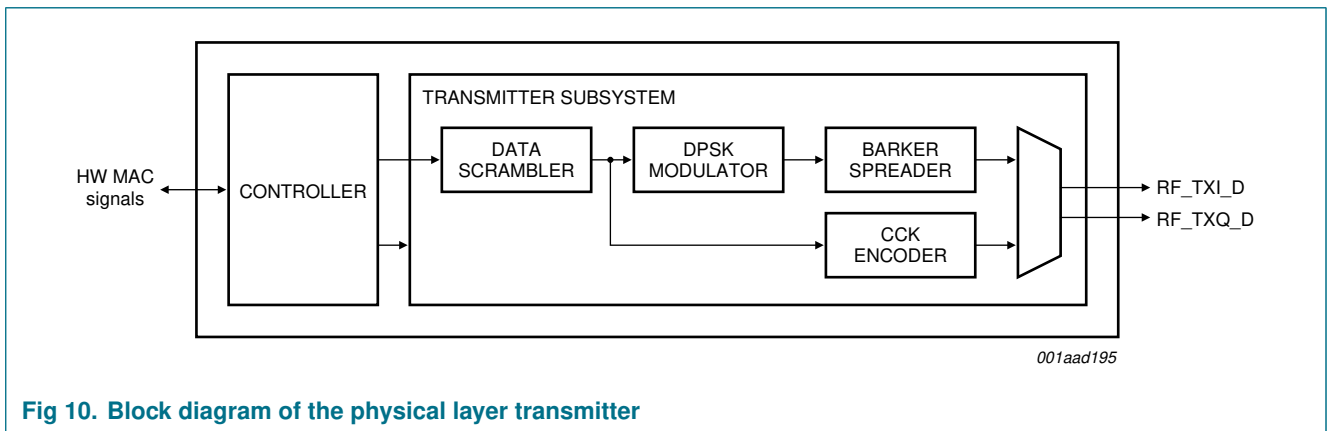 TRANSMITTER SUBSYSTEM
HW MAC
signals
CONTROLLER
DATA
SCRAMBLER
DPSK
MODULATOR
BARKER
SPREADER
CCK
ENCODER
RF_TXI_D
RF_TXQ_D
001aad195
Fig 10. Block diagram of the physical layer transmitter